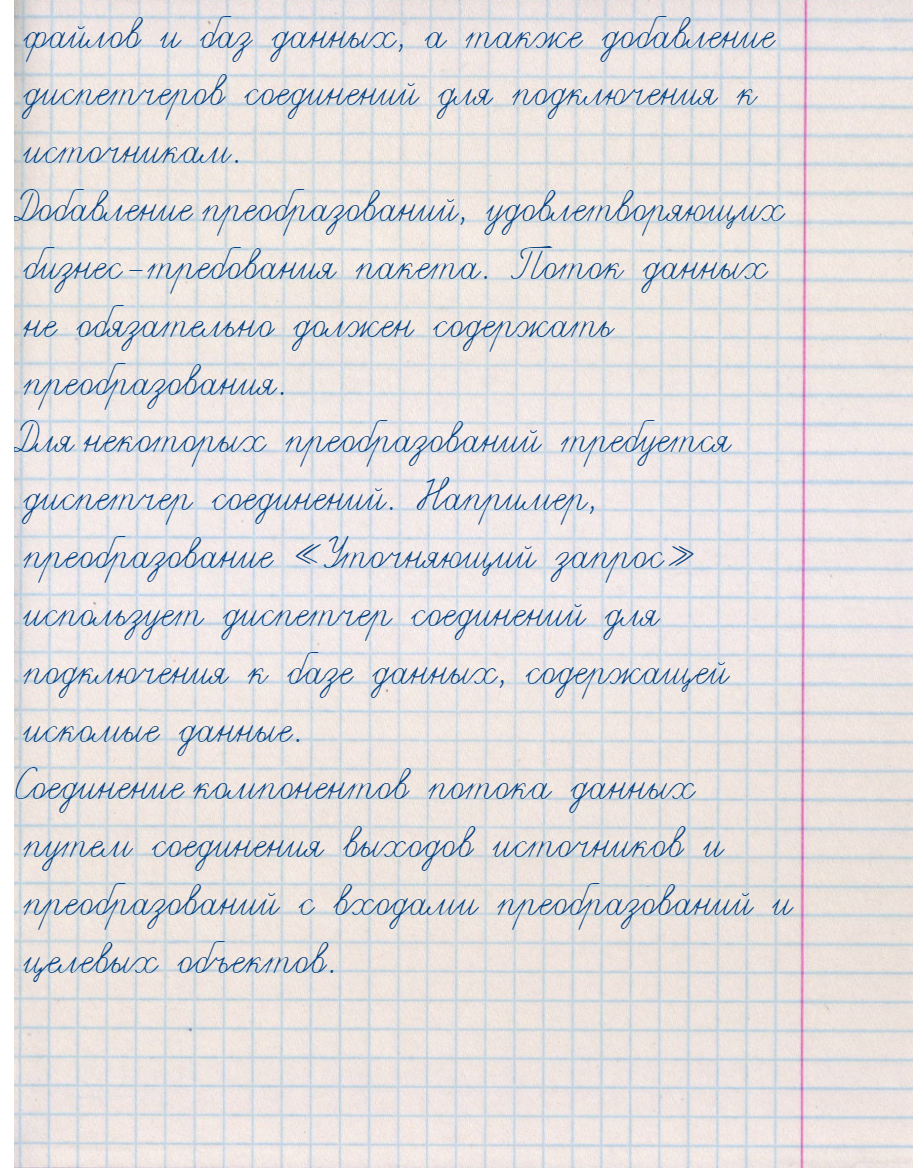 файлов и баз данных, а также добавление
диспетчеров соединений для подключения к
источникам.
Добавление преобразований, удовлетворяющих
бизнес-требования пакета. Поток данных
не обязательно должен содержать
преобразования.
Для некоторых преобразований требуется
диспетчер соединений. Например,
преобразование «Уточняющий запрос»
использует диспетчер соединений для
подключения к базе данных, содержащей
искомые данные.
Соединение компонентов потока данных
путем соединения выходов источников и
преобразований с входами преобразований и
целевых объектов.